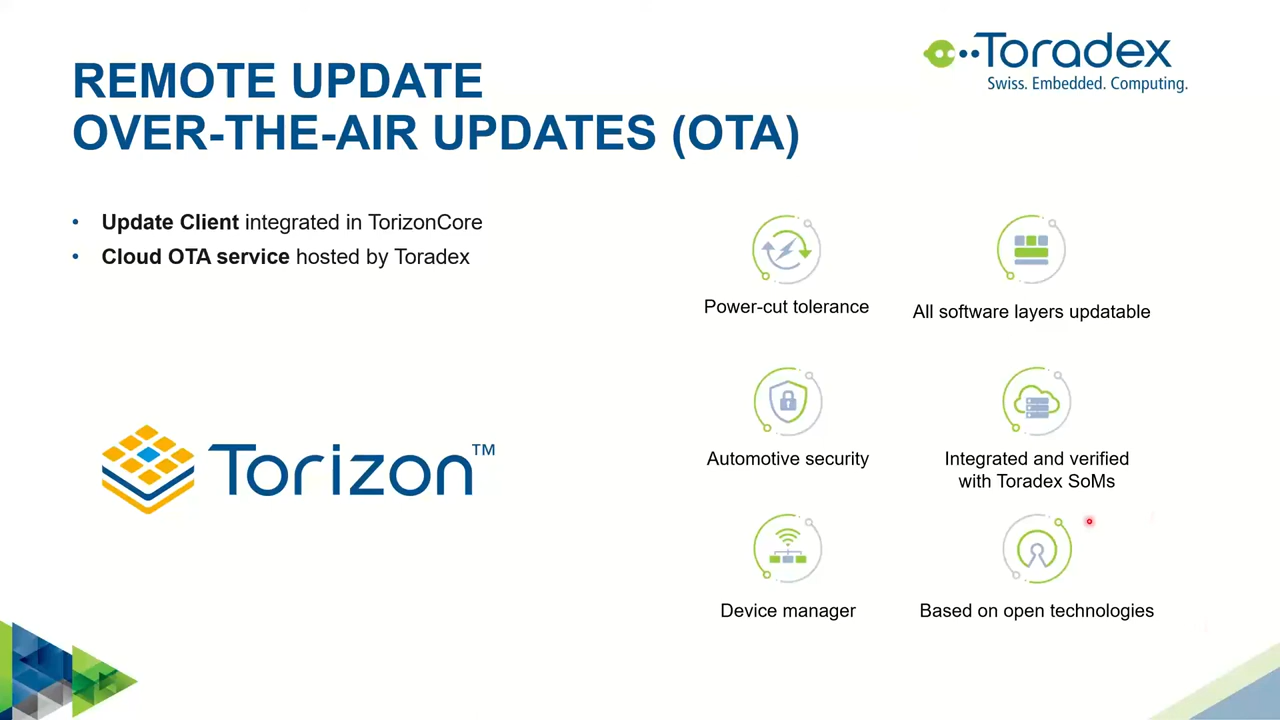 REMOTE UPDATE
OVER-THE-AIR UPDATES (OTA)
Toradex
Swiss. Embedded. Computing.
• Update Client integrated in TorizonCore
• Cloud OTA service hosted by Toradex
Torizon™
Power-cut tolerance
All software layers updatable
Automotive security
Integrated and verified
with Toradex SoMs
Device manager
Based on open technologies